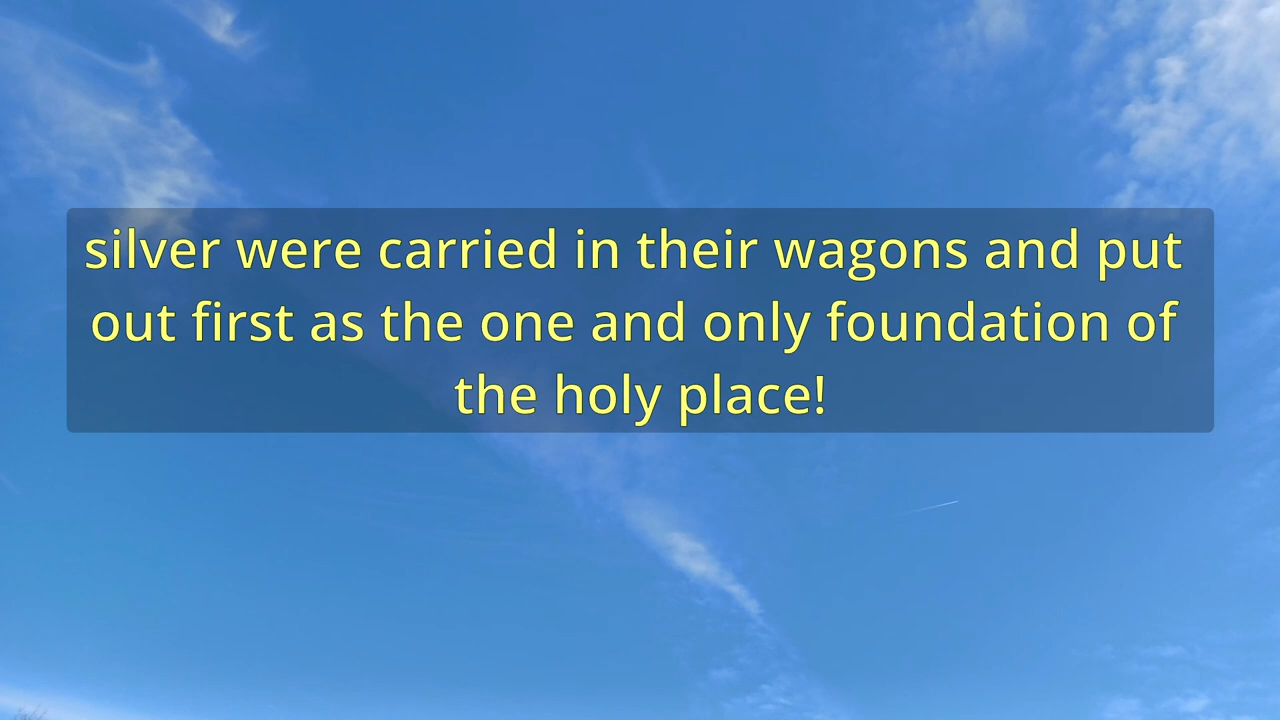 silver were carried in their wagons and put
out first as the one and only foundation of
the holy place!